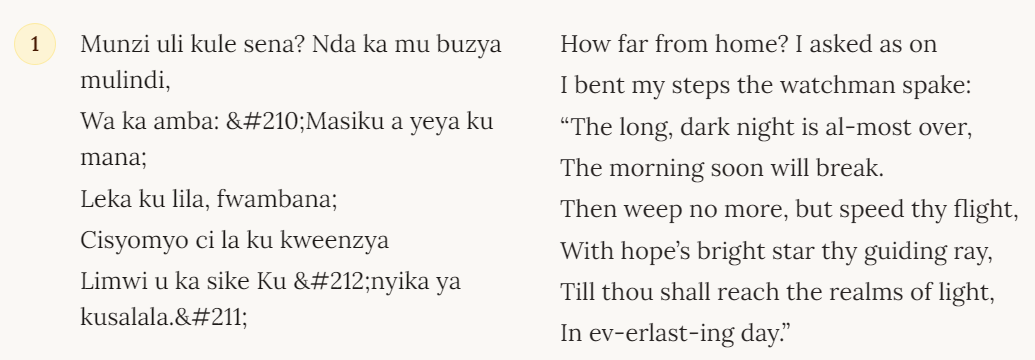 1
Munzi uli kule sena? Nda ka mu buzya
mulindi,
Wa ka amba: &#210;Masiku a yeya ku
mana;
Leka ku lila, fwambana;
Cisyomyo ci la ku kweenzya
Limwi u ka sike Ku &#212;nyika ya
kusalala.&#211;
How far from home? I asked as on
I bent my steps the watchman spake:
“The long, dark night is al-most over,
The morning soon will break.
Then weep no more, but speed thy flight,
With hope’s bright star thy guiding ray,
Till thou shall reach the realms of light,
In ev-erlast-ing day.”